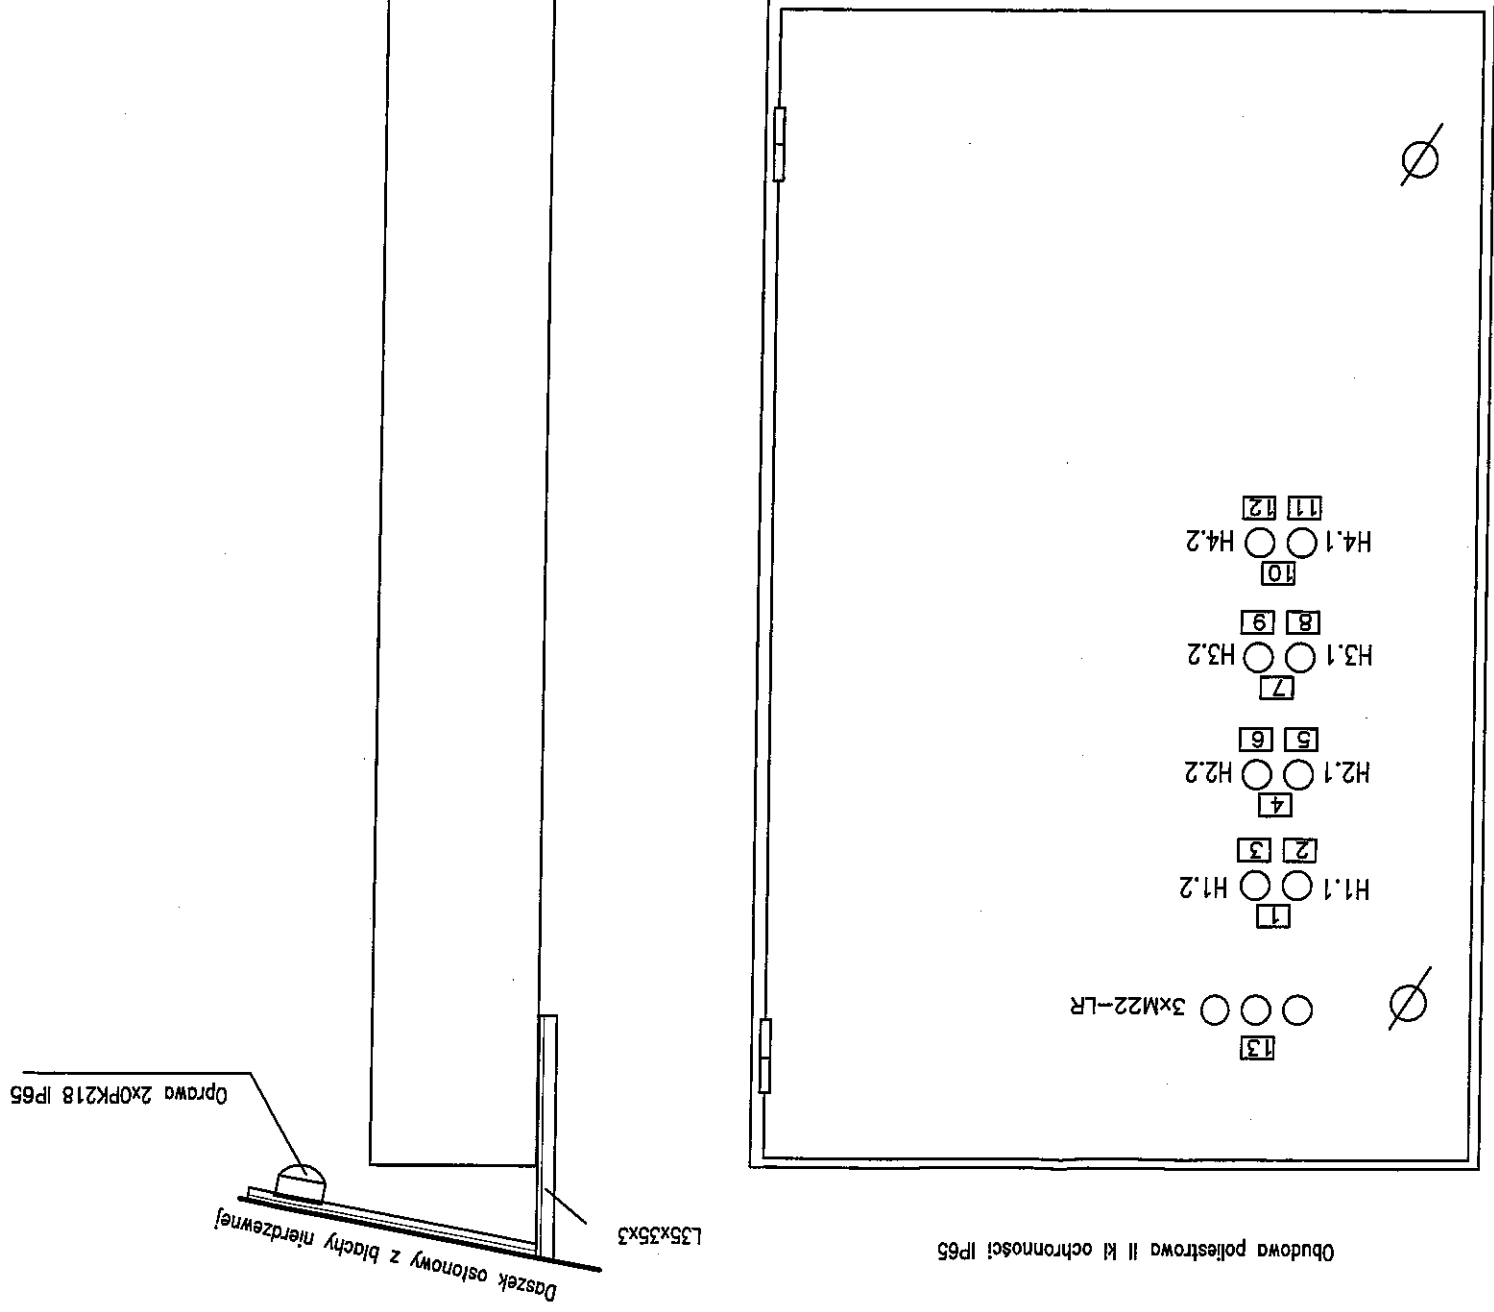 Obudowa poliestrowa II kl ochronnosci IP65
13
3xM22-LR
1
H1.1 H1.2
2 3
4
H2.1 H2.2
5 6
7
H3.1 H3.2
8 9
10
H4.1 H4.2
11 12
Daszek osłonowy z blachy nierdzewnej
L35x35x3
Oprawa 2xOPK218 IP65